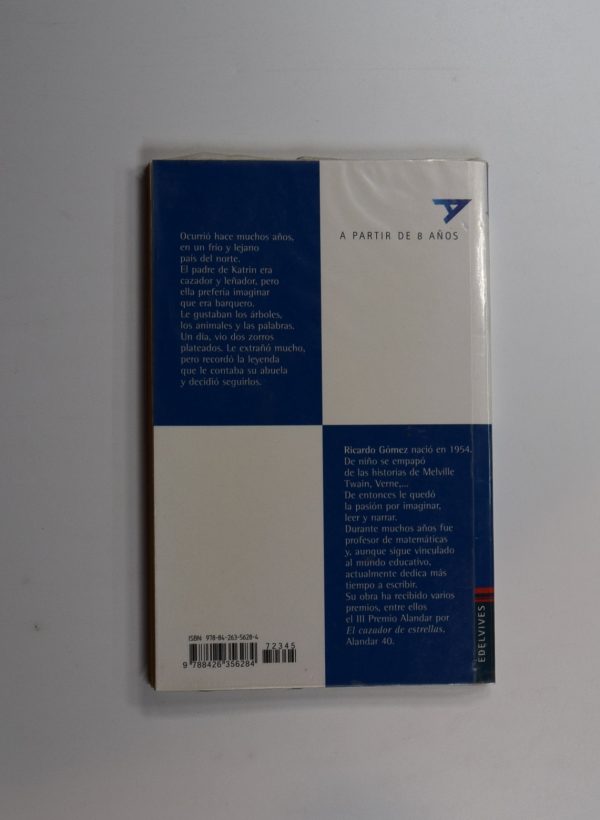 A PARTIR DE 8 AÑOS
Ocurrió hace muchos años,
en un frío y lejano
país del norte.
El padre de Katrin era
cazador y leñador, pero
ella prefería imaginar
que era barquero.
Le gustaban los árboles,
los animales y las palabras.
Un día, vio dos zorros
plateados. Le extrañó mucho,
pero recordó la leyenda
que le contaba su abuela
y decidió seguirlos.
Ricardo Gómez nació en 1954.
De niño se empapó
de las historias de Melville
Twain, Verne,...
De entonces le quedó
la pasión por imaginar,
leer y narrar.
Durante muchos años fue
profesor de matemáticas
y, aunque sigue vinculado
al mundo educativo,
actualmente dedica más
tiempo a escribir.
Su obra ha recibido varios
premios, entre ellos
el III Premio Alandar por
El cazador de estrellas,
Alandar 40.
ISBN 978-84-263-5628-4
72345
9 788426 356284
EDELVIVES